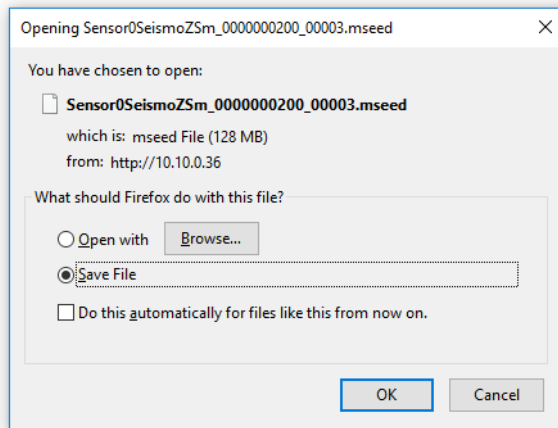 Opening Sensor0SeismoZSm_0000000200_00003.mseed
You have chosen to open:
Sensor0SeismoZSm_0000000200_00003.mseed
which is: mseed File (128 MB)
from: http://10.10.0.36
What should Firefox do with this file?
Open with Browse...
Save File
Do this automatically for files like this from now on.
OK Cancel